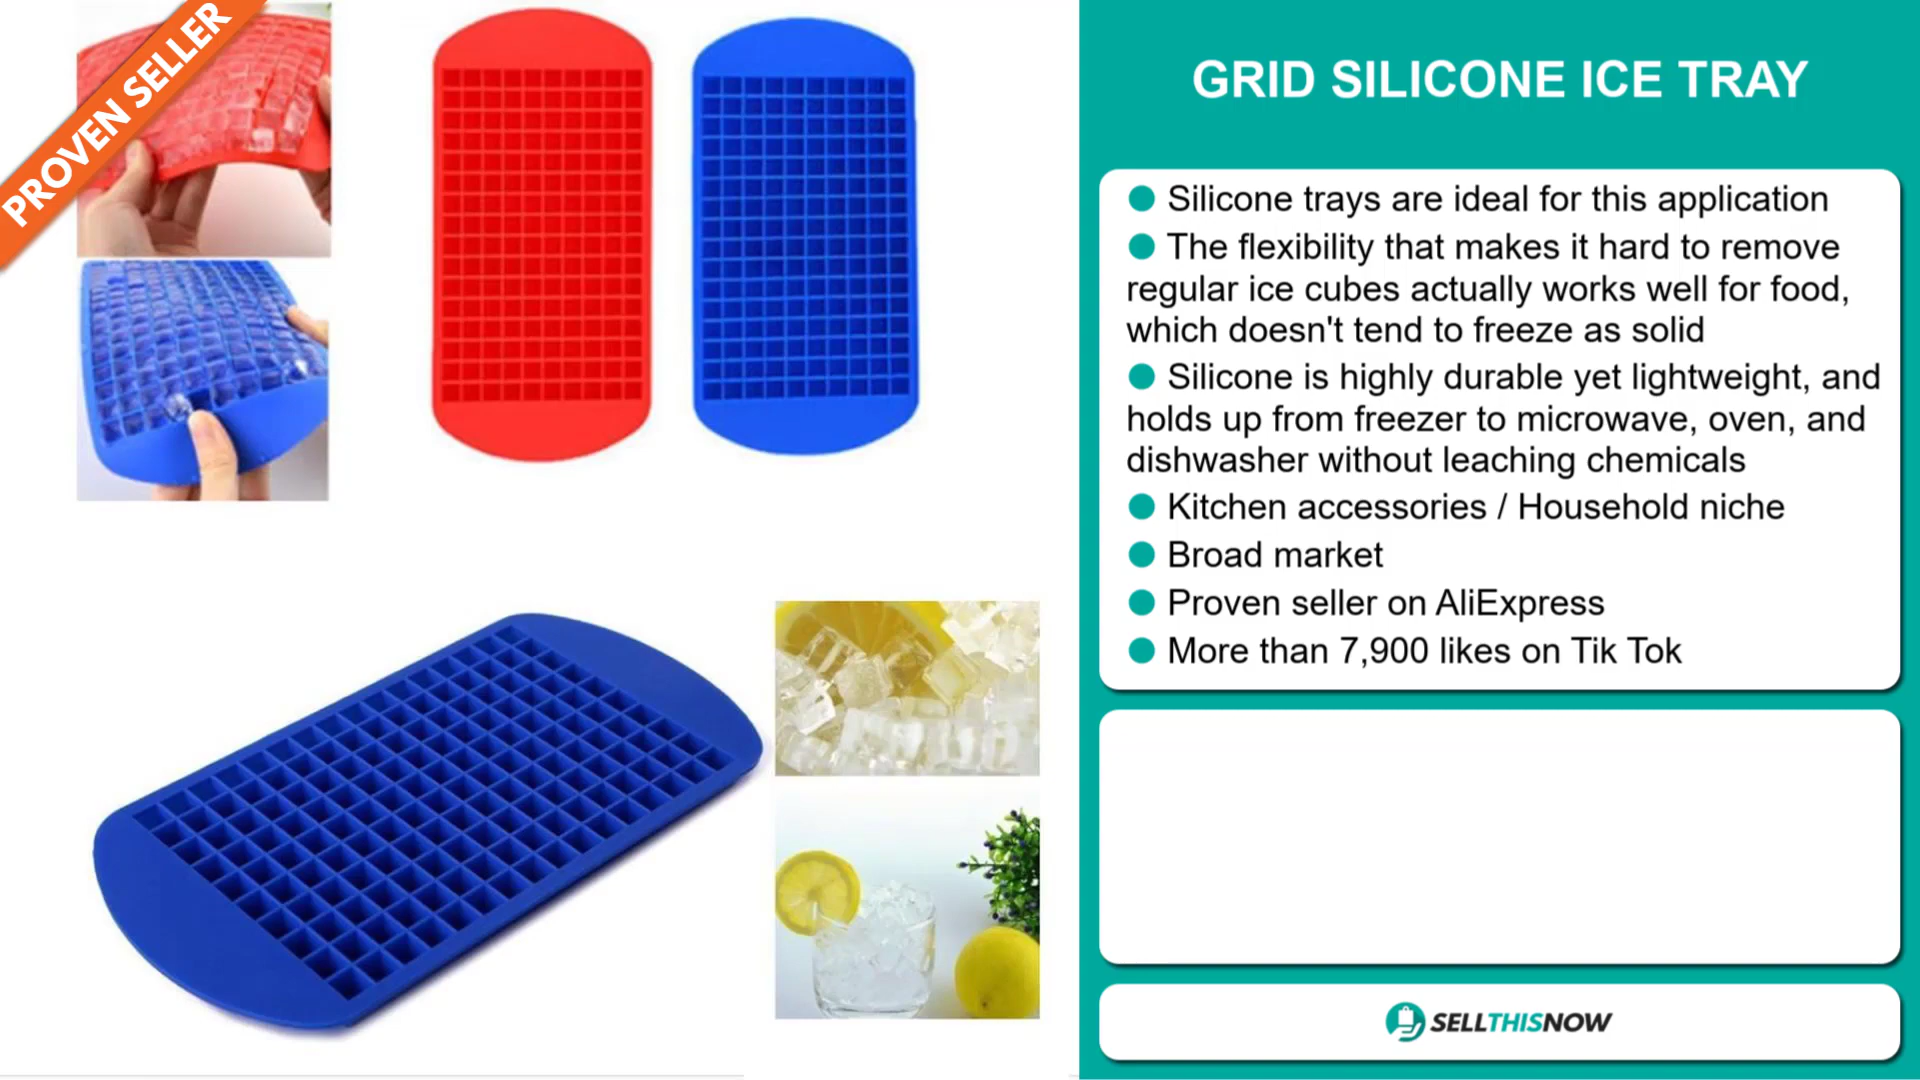 PROVEN SELLER
GRID SILICONE ICE TRAY
Silicone trays are ideal for this application
The flexibility that makes it hard to remove
regular ice cubes actually works well for food,
which doesn't tend to freeze as solid
Silicone is highly durable yet lightweight, and
holds up from freezer to microwave, oven, and
dishwasher without leaching chemicals
Kitchen accessories / Household niche
Broad market
Proven seller on AliExpress
More than 7,900 likes on Tik Tok
SELLTHISNOW